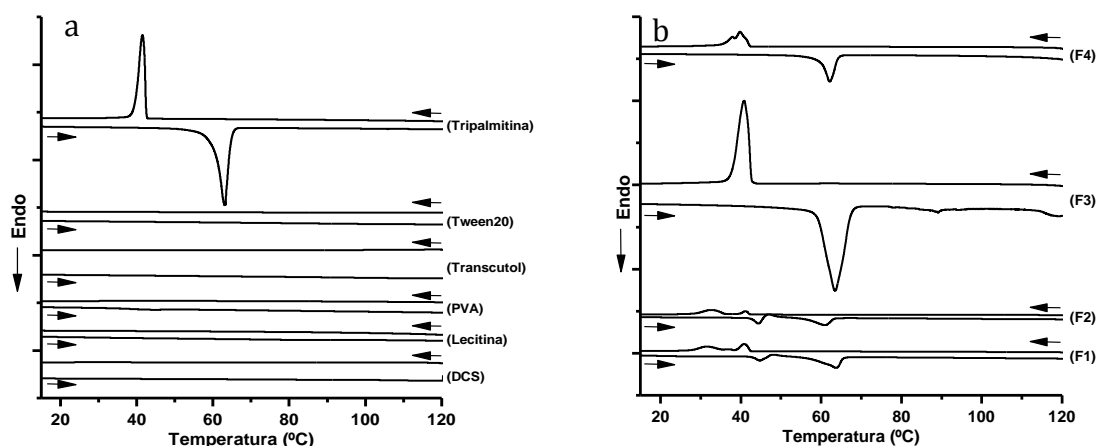 a
(Tripalmitina)
(Tween20)
(Transcutol)
(PVA)
(Lecitina)
(DCS)
Endo
20 40 60 80 100 120
Temperatura (ºC)
b
(F4)
(F3)
(F2)
(F1)
Endo
20 40 60 80 100 120
Temperatura (ºC)